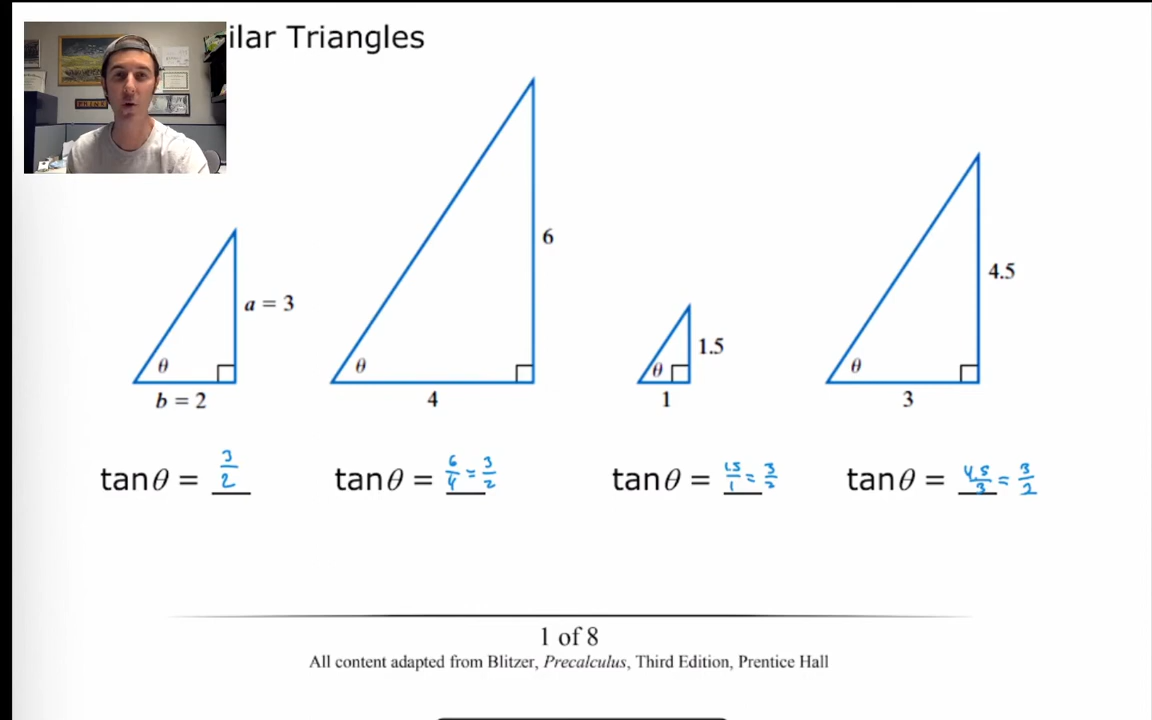 ilar Triangles
6
4.5
a = 3
1.5
θ
θ
θ
θ
b = 2
4
1
3
tanθ = 3/2
tanθ = 6/4 = 3/2
tanθ = 1.5/1 = 3/2
tanθ = 4.5/3 = 3/2
1 of 8
All content adapted from Blitzer, Precalculus, Third Edition, Prentice Hall